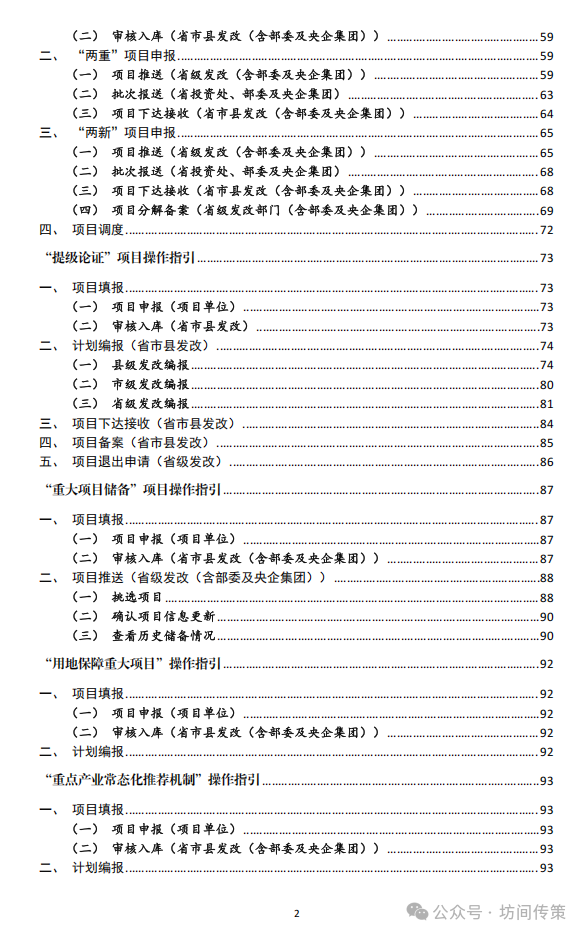 （二） 审核入库（省市县发改（含部委及央企集团））................................59
二、 “两重”项目申报................................59
（一） 项目推送（省级发改（含部委及央企集团））................................59
（二） 批次报送（省投资处、部委及央企集团）................................63
（三） 项目下达接收（省市县发改（含部委及央企集团））................................64
三、 “两新”项目申报................................65
（一） 项目推送（省级发改（含部委及央企集团））................................65
（二） 批次报送（省投资处、部委及央企集团）................................68
（三） 项目下达接收（省市县发改（含部委及央企集团））................................68
（四） 项目分解备案（省级发改部门（含部委及央企集团））................................69
四、 项目调度................................72
“提级论证”项目操作指引................................73
一、 项目填报................................73
（一） 项目申报（项目单位）................................73
（二） 审核入库（省市县发改）................................73
二、 计划编报（省市县发改）................................74
（一） 县级发改编报................................74
（二） 市级发改编报................................80
（三） 省级发改编报................................81
三、 项目下达接收（省市县发改）................................84
四、 项目备案（省市县发改）................................85
五、 项目退出申请（省级发改）................................86
“重大项目储备”项目操作指引................................87
一、 项目填报................................87
（一） 项目申报（项目单位）................................87
（二） 审核入库（省市县发改（含部委及央企集团））................................87
二、 项目推送（省级发改（含部委及央企集团））................................88
（一） 挑选项目................................88
（二） 确认项目信息更新................................90
（三） 查看历史储备情况................................90
“用地保障重大项目”操作指引................................92
一、 项目填报................................92
（一） 项目申报（项目单位）................................92
（二） 审核入库（省市县发改（含部委及央企集团））................................92
二、 计划编报................................92
“重点产业常态化推荐机制”操作指引................................93
一、 项目填报................................93
（一） 项目申报（项目单位）................................93
（二） 审核入库（省市县发改（含部委及央企集团））................................93
二、 计划编报................................93
2
公众号 · 坊间传策